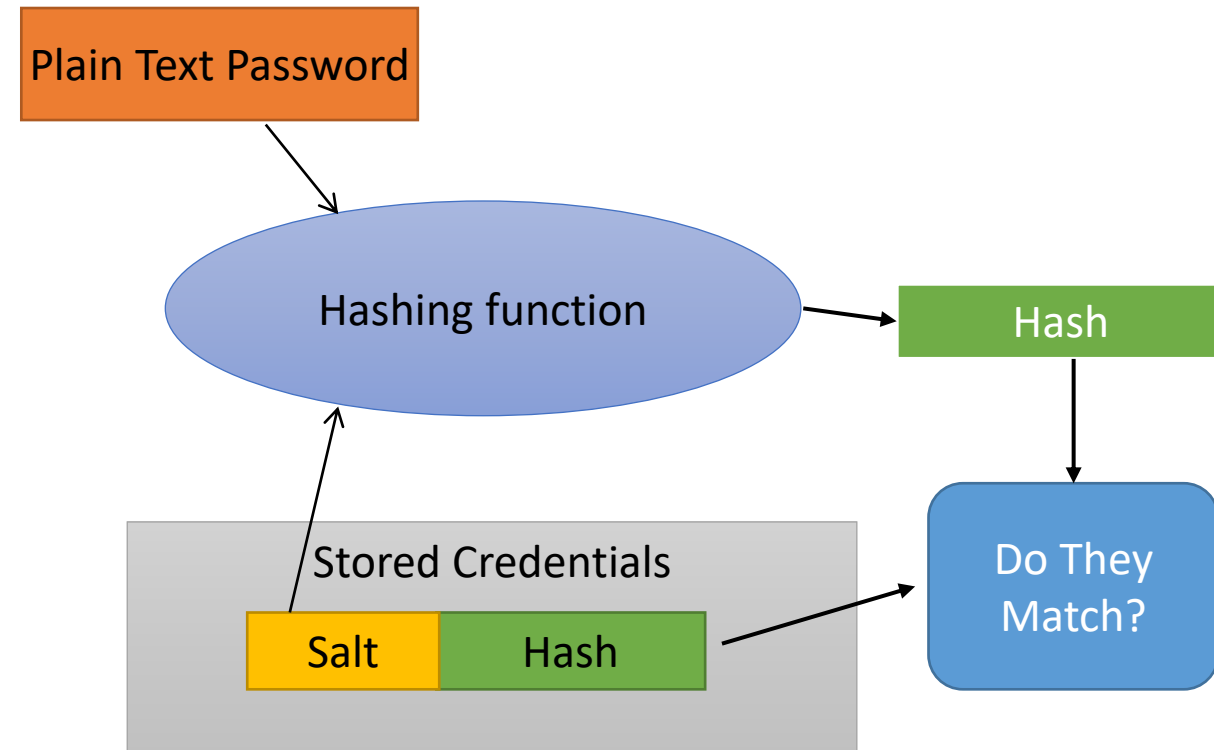 Plain Text Password
Hashing function
Hash
Stored Credentials
Salt
Hash
Do They
Match?